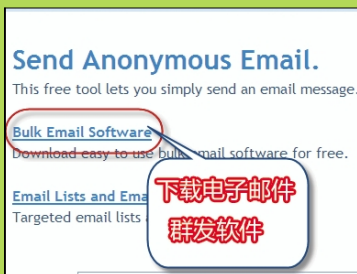 Send Anonymous Email.
This free tool lets you simply send an email message.
Bulk Email Software
Download easy to use bulk email software for free.
Email Lists and Ema
Targeted email lists
下载电子邮件
群发软件